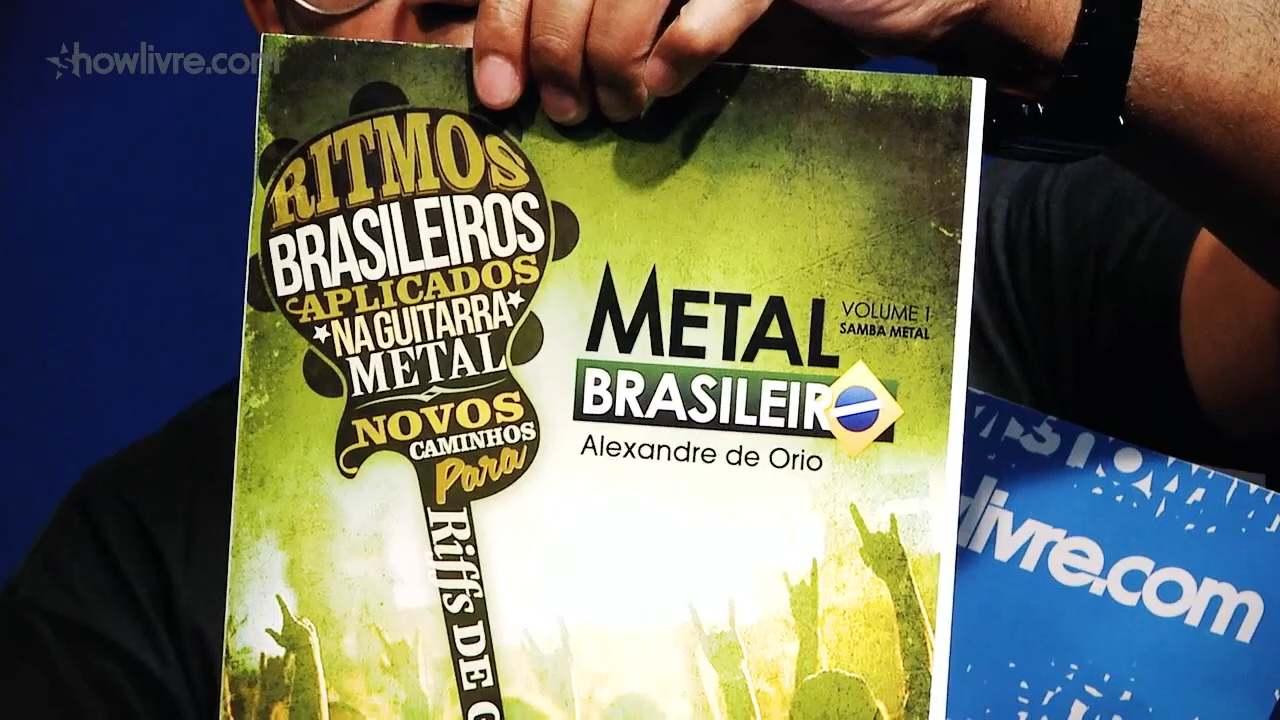 showlivre.com
RITMOS
BRASILEIROS
APLICADOS
NA GUITARRA
METAL
NOVOS
CAMINHOS
Para
Riffs DE
METAL
VOLUME 1
SAMBA METAL
BRASILEIRO
Alexandre de Orio
livre.com